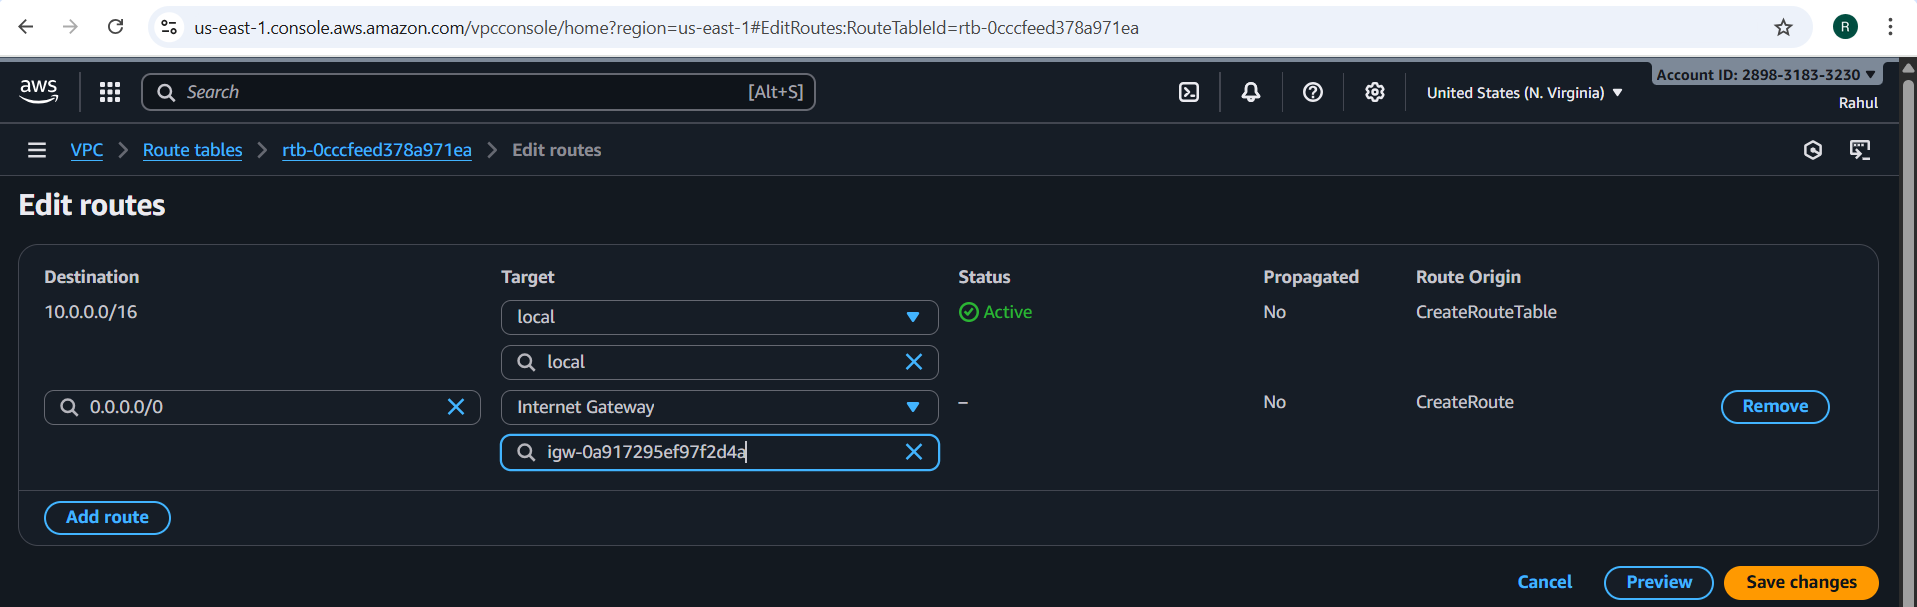 us-east-1.console.aws.amazon.com/vpcconsole/home?region=us-east-1#EditRoutes:RouteTableId=rtb-0cccfeed378a971ea
R
aws
Search [Alt+S]
United States (N. Virginia)
Account ID: 2898-3183-3230
Rahul
VPC Route tables rtb-0cccfeed378a971ea Edit routes
Edit routes
Destination Target Status Propagated Route Origin
10.0.0.0/16 local Active No CreateRouteTable
local
0.0.0.0/0 Internet Gateway – No CreateRoute Remove
igw-0a917295ef97f2d4a
Add route
Cancel Preview Save changes